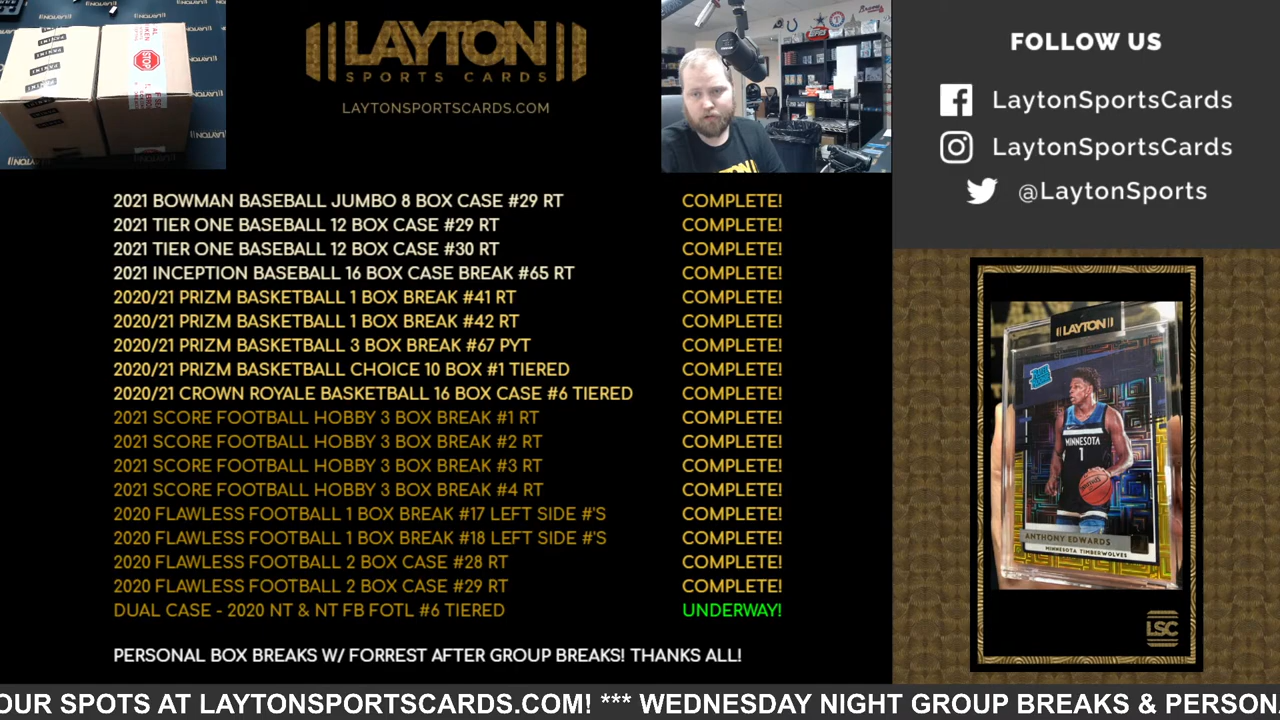 LAYTON
SPORTS CARDS
LAYTONSPORTSCARDS.COM
2021 BOWMAN BASEBALL JUMBO 8 BOX CASE #29 RT COMPLETE!
2021 TIER ONE BASEBALL 12 BOX CASE #29 RT COMPLETE!
2021 TIER ONE BASEBALL 12 BOX CASE #30 RT COMPLETE!
2021 INCEPTION BASEBALL 16 BOX CASE BREAK #65 RT COMPLETE!
2020/21 PRIZM BASKETBALL 1 BOX BREAK #41 RT COMPLETE!
2020/21 PRIZM BASKETBALL 1 BOX BREAK #42 RT COMPLETE!
2020/21 PRIZM BASKETBALL 3 BOX BREAK #67 PYT COMPLETE!
2020/21 PRIZM BASKETBALL CHOICE 10 BOX #1 TIERED COMPLETE!
2020/21 CROWN ROYALE BASKETBALL 16 BOX CASE #6 TIERED COMPLETE!
2021 SCORE FOOTBALL HOBBY 3 BOX BREAK #1 RT COMPLETE!
2021 SCORE FOOTBALL HOBBY 3 BOX BREAK #2 RT COMPLETE!
2021 SCORE FOOTBALL HOBBY 3 BOX BREAK #3 RT COMPLETE!
2021 SCORE FOOTBALL HOBBY 3 BOX BREAK #4 RT COMPLETE!
2020 FLAWLESS FOOTBALL 1 BOX BREAK #17 LEFT SIDE #'S COMPLETE!
2020 FLAWLESS FOOTBALL 1 BOX BREAK #18 LEFT SIDE #'S COMPLETE!
2020 FLAWLESS FOOTBALL 2 BOX CASE #28 RT COMPLETE!
2020 FLAWLESS FOOTBALL 2 BOX CASE #29 RT COMPLETE!
DUAL CASE - 2020 NT & NT FB FOTL #6 TIERED UNDERWAY!
PERSONAL BOX BREAKS W/ FORREST AFTER GROUP BREAKS! THANKS ALL!
FOLLOW US
LaytonSportsCards
LaytonSportsCards
@LaytonSports
LAYTON
MINNESOTA
1
ANTHONY EDWARDS
MINNESOTA TIMBERWOLVES
LSC
OUR SPOTS AT LAYTONSPORTSCARDS.COM! *** WEDNESDAY NIGHT GROUP BREAKS & PERSON